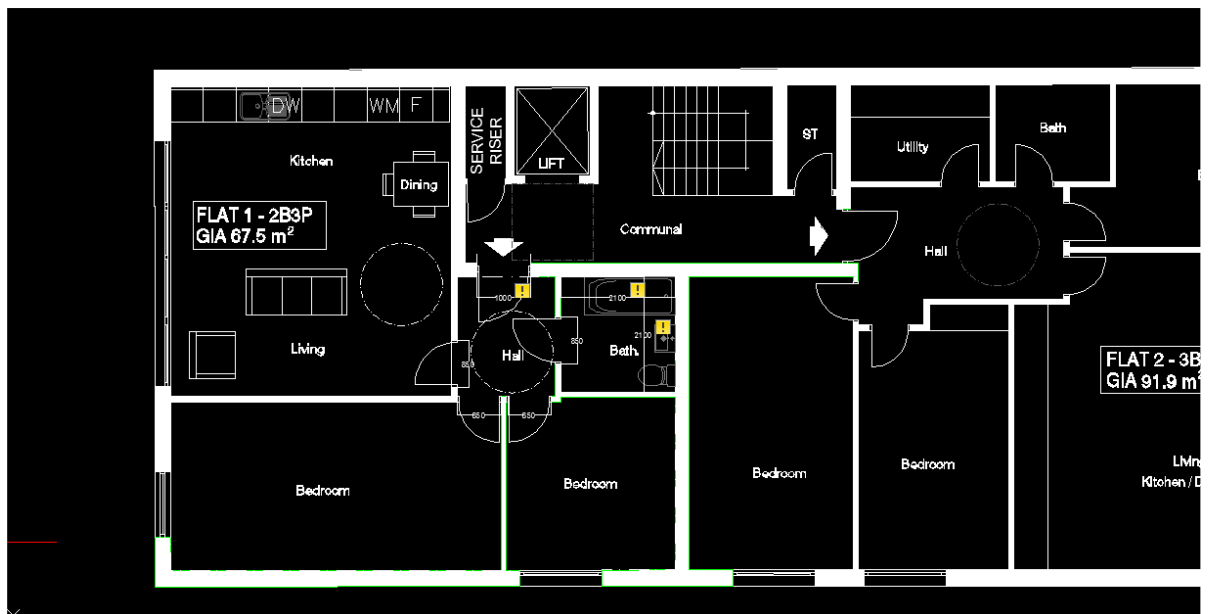 DW
WM
F
SERVICE
RISER
LIFT
ST
Utility
Bath
Kitchen
Dining
FLAT 1 - 2B3P
GIA 67.5 m²
Communal
Hall
1000
2100
2100
850
Bath.
Living
Hall
850
FLAT 2 - 3B
GIA 91.9 m²
650
650
Bedroom
Bedroom
Bedroom
Bedroom
Livin
Kitchen / D